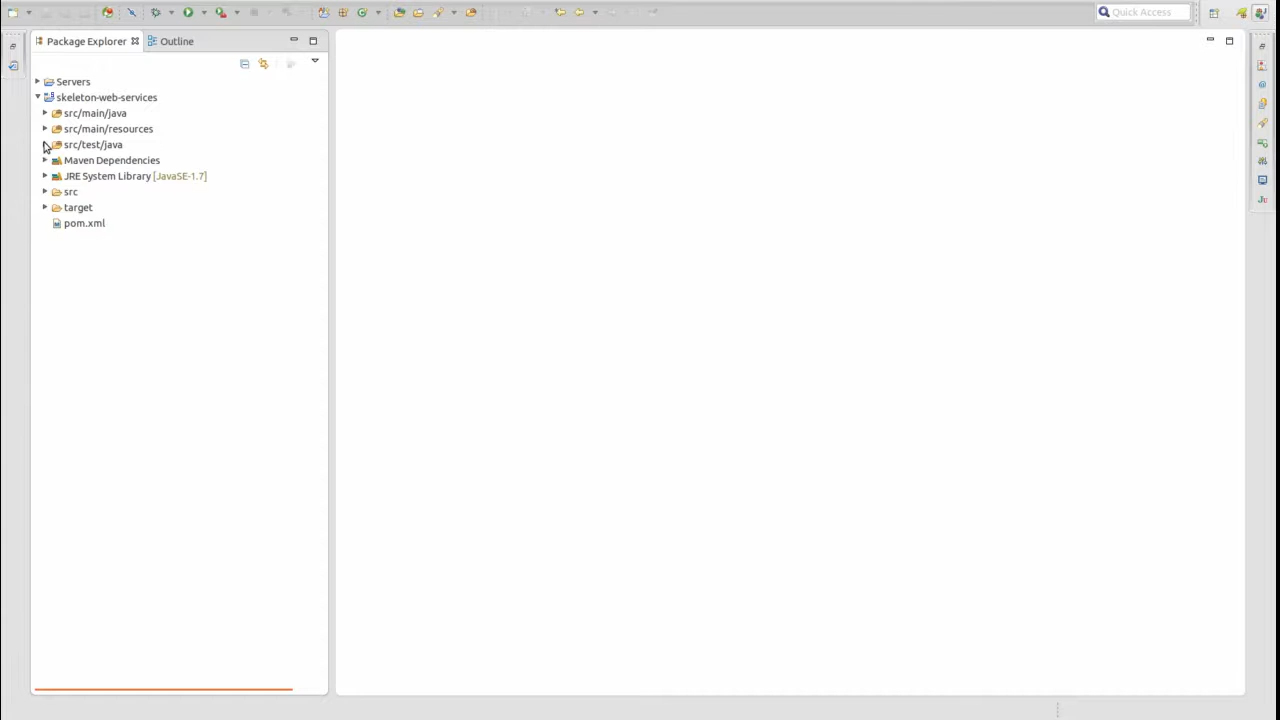 Quick Access
Package Explorer
Outline
Servers
skeleton-web-services
src/main/java
src/main/resources
src/test/java
Maven Dependencies
JRE System Library [JavaSE-1.7]
src
target
pom.xml
Ju